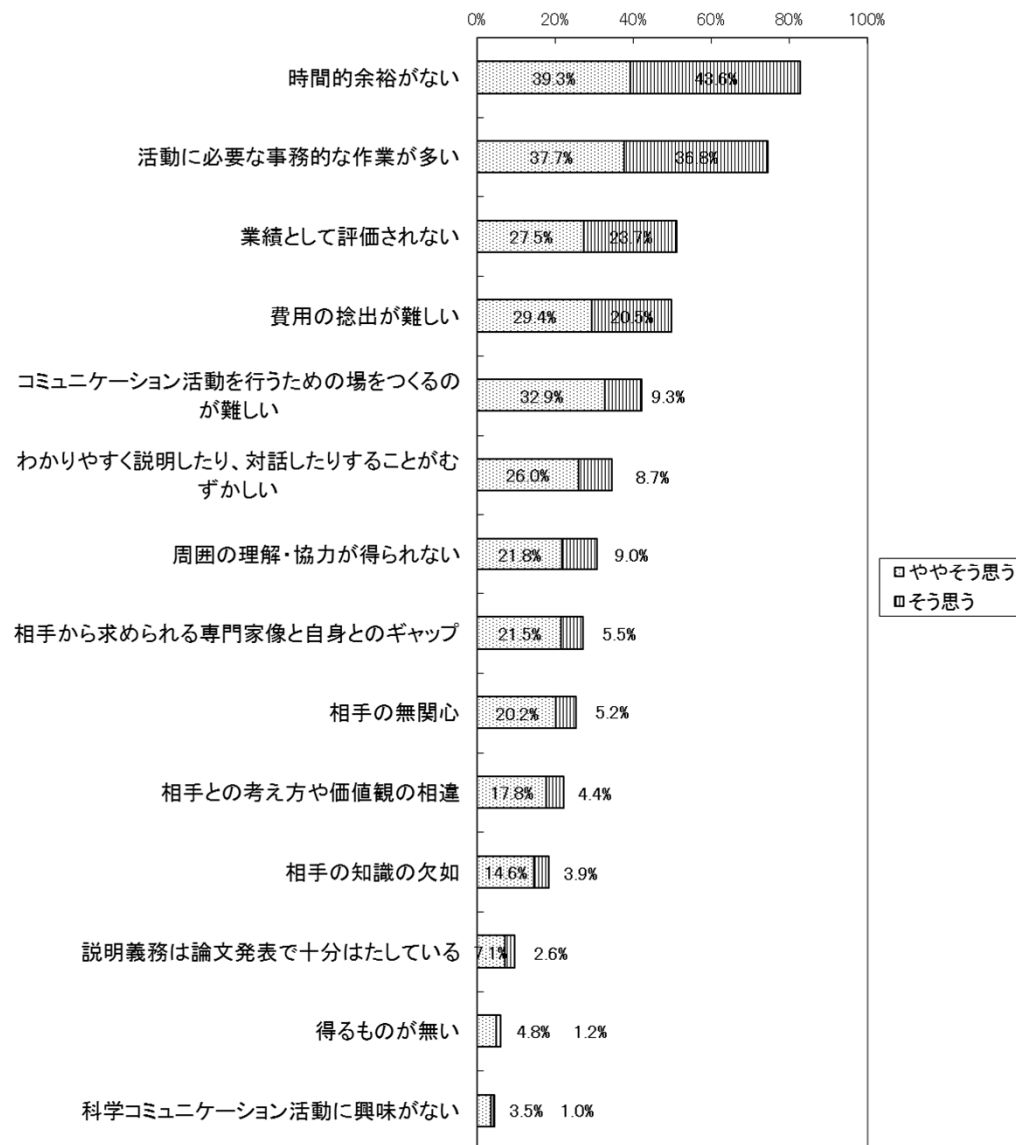 0% 20% 40% 60% 80% 100%
時間的余裕がない 39.3% 43.6%
活動に必要な事務的な作業が多い 37.7% 36.8%
業績として評価されない 27.5% 23.7%
費用の捻出が難しい 29.4% 20.5%
コミュニケーション活動を行うための場をつくるの
が難しい 32.9% 9.3%
わかりやすく説明したり、対話したりすることがむ
ずかしい 26.0% 8.7%
周囲の理解・協力が得られない 21.8% 9.0%
相手から求められる専門家像と自身とのギャップ 21.5% 5.5%
相手の無関心 20.2% 5.2%
相手との考え方や価値観の相違 17.8% 4.4%
相手の知識の欠如 14.6% 3.9%
説明義務は論文発表で十分はたしている 7.1% 2.6%
得るものが無い 4.8% 1.2%
科学コミュニケーション活動に興味がない 3.5% 1.0%
ややそう思う
そう思う